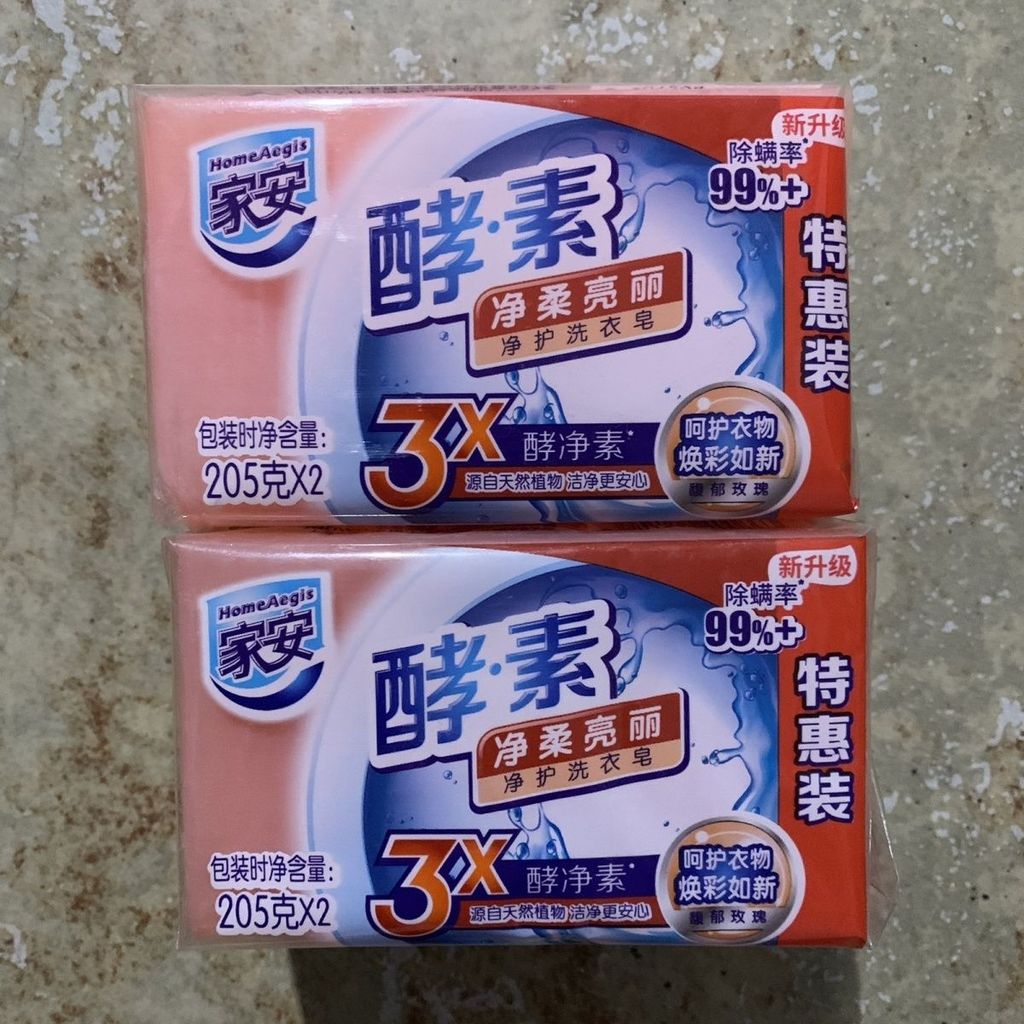 新升级
HomeAegis
家安
除螨率*
99%+
酵·素
净柔亮丽
净护洗衣皂
特惠装
3X
酵净素*
源自天然植物 洁净更安心
呵护衣物
焕彩如新
馥郁玫瑰
包装时净含量:
205克X2
新升级
HomeAegis
家安
除螨率*
99%+
酵·素
净柔亮丽
净护洗衣皂
特惠装
3X
酵净素*
源自天然植物 洁净更安心
呵护衣物
焕彩如新
馥郁玫瑰
包装时净含量:
205克X2